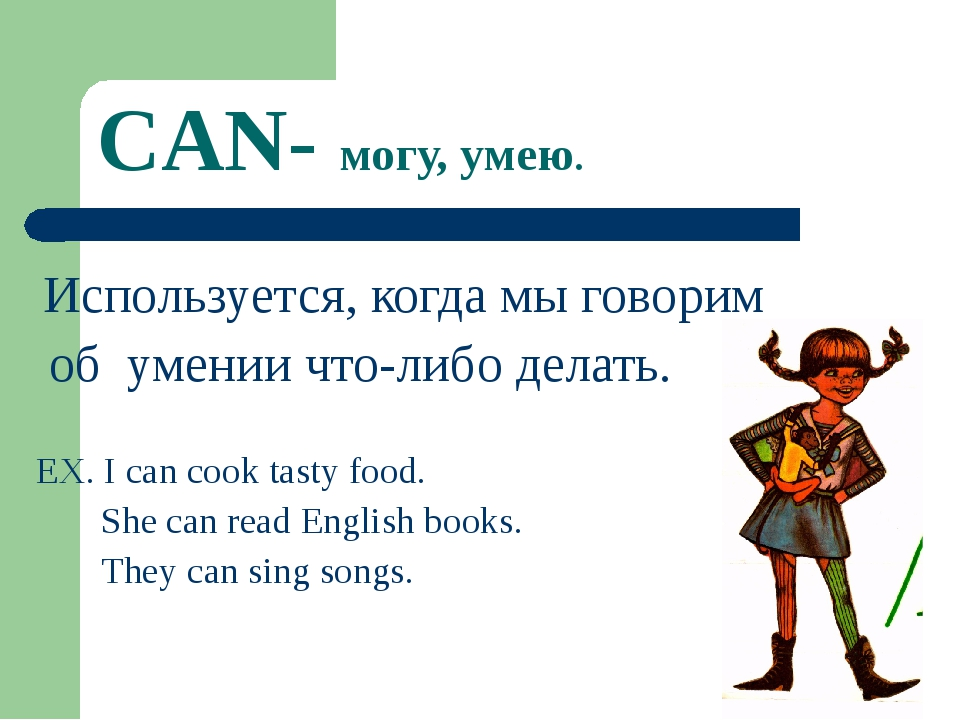 CAN- могу, умею.
Используется, когда мы говорим
об умении что-либо делать.
EX. I can cook tasty food.
She can read English books.
They can sing songs.